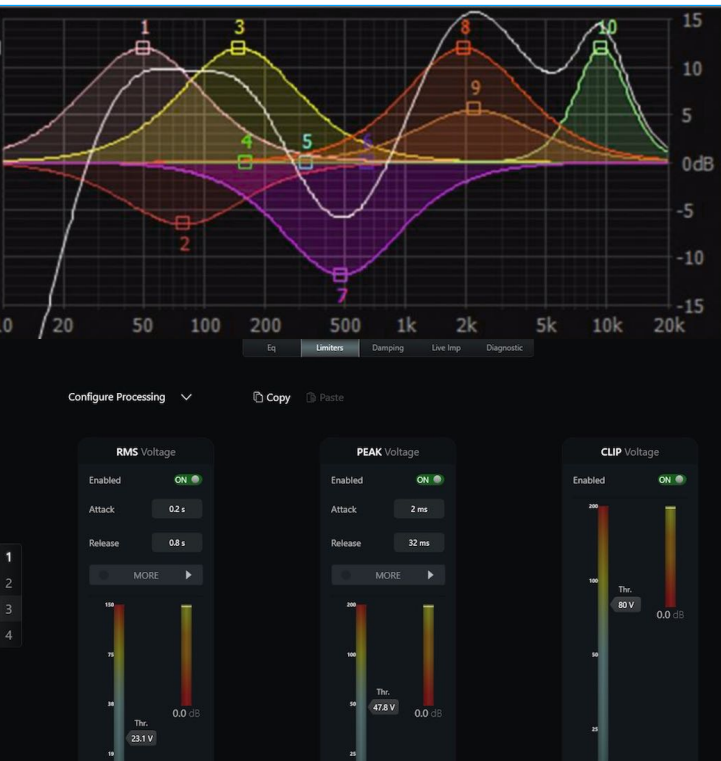 1 3 8 10
15
10
9
5
4 5 6
0dB
2
-5
-10
7
-15
20 50 100 200 500 1k 2k 5k 10k 20k
Eq Limiters Damping Live Imp Diagnostic
Configure Processing Copy Paste
RMS Voltage PEAK Voltage CLIP Voltage
Enabled ON Enabled ON Enabled ON
Attack 0.2 s Attack 2 ms
200
Release 0.8 s Release 32 ms
1
MORE MORE
2
100
Thr.
150 200 80 V
3
0.0 dB
4
75 100 50
Thr.
38 50 47.8 V
0.0 dB 0.0 dB
Thr.
25
23.1 V
19 25